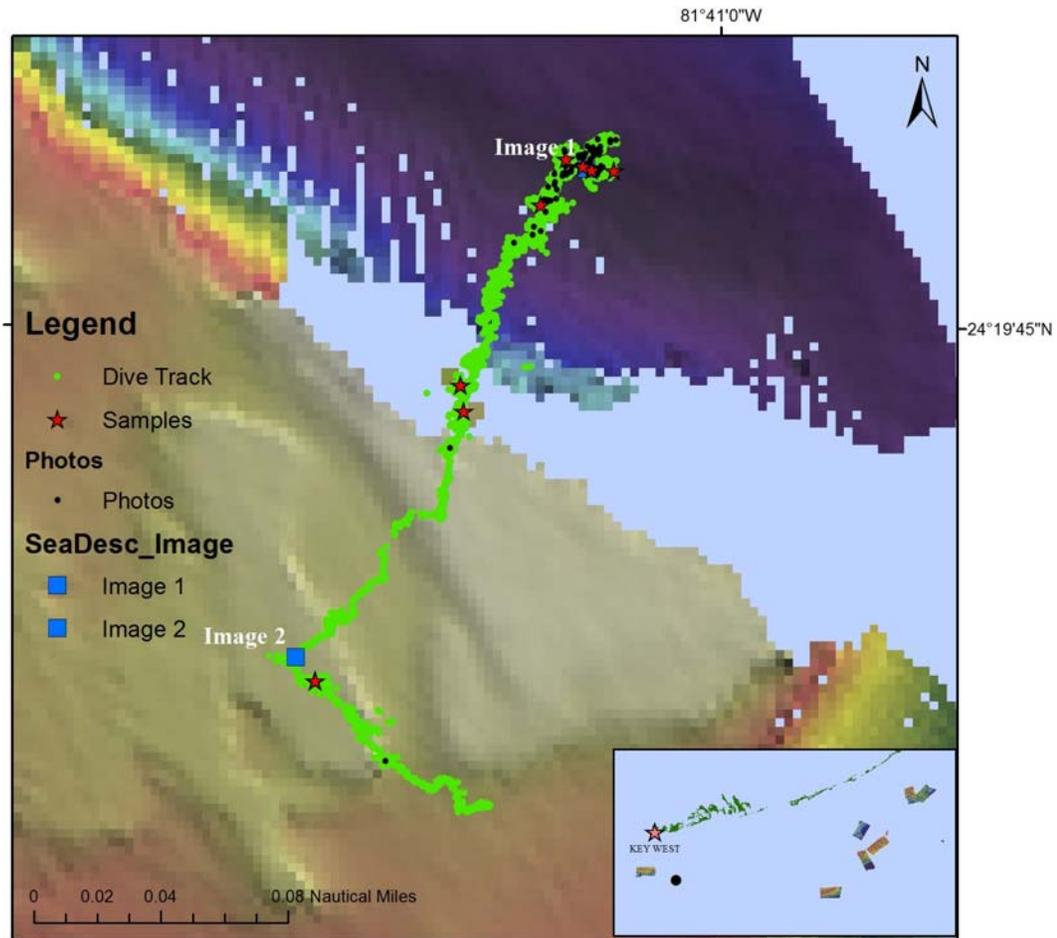 81°41'0"W
N
Image 1
24°19'45"N
Legend
Dive Track
Samples
Photos
Photos
SeaDesc_Image
Image 1
Image 2
Image 2
KEY WEST
0 0.02 0.04 0.08 Nautical Miles